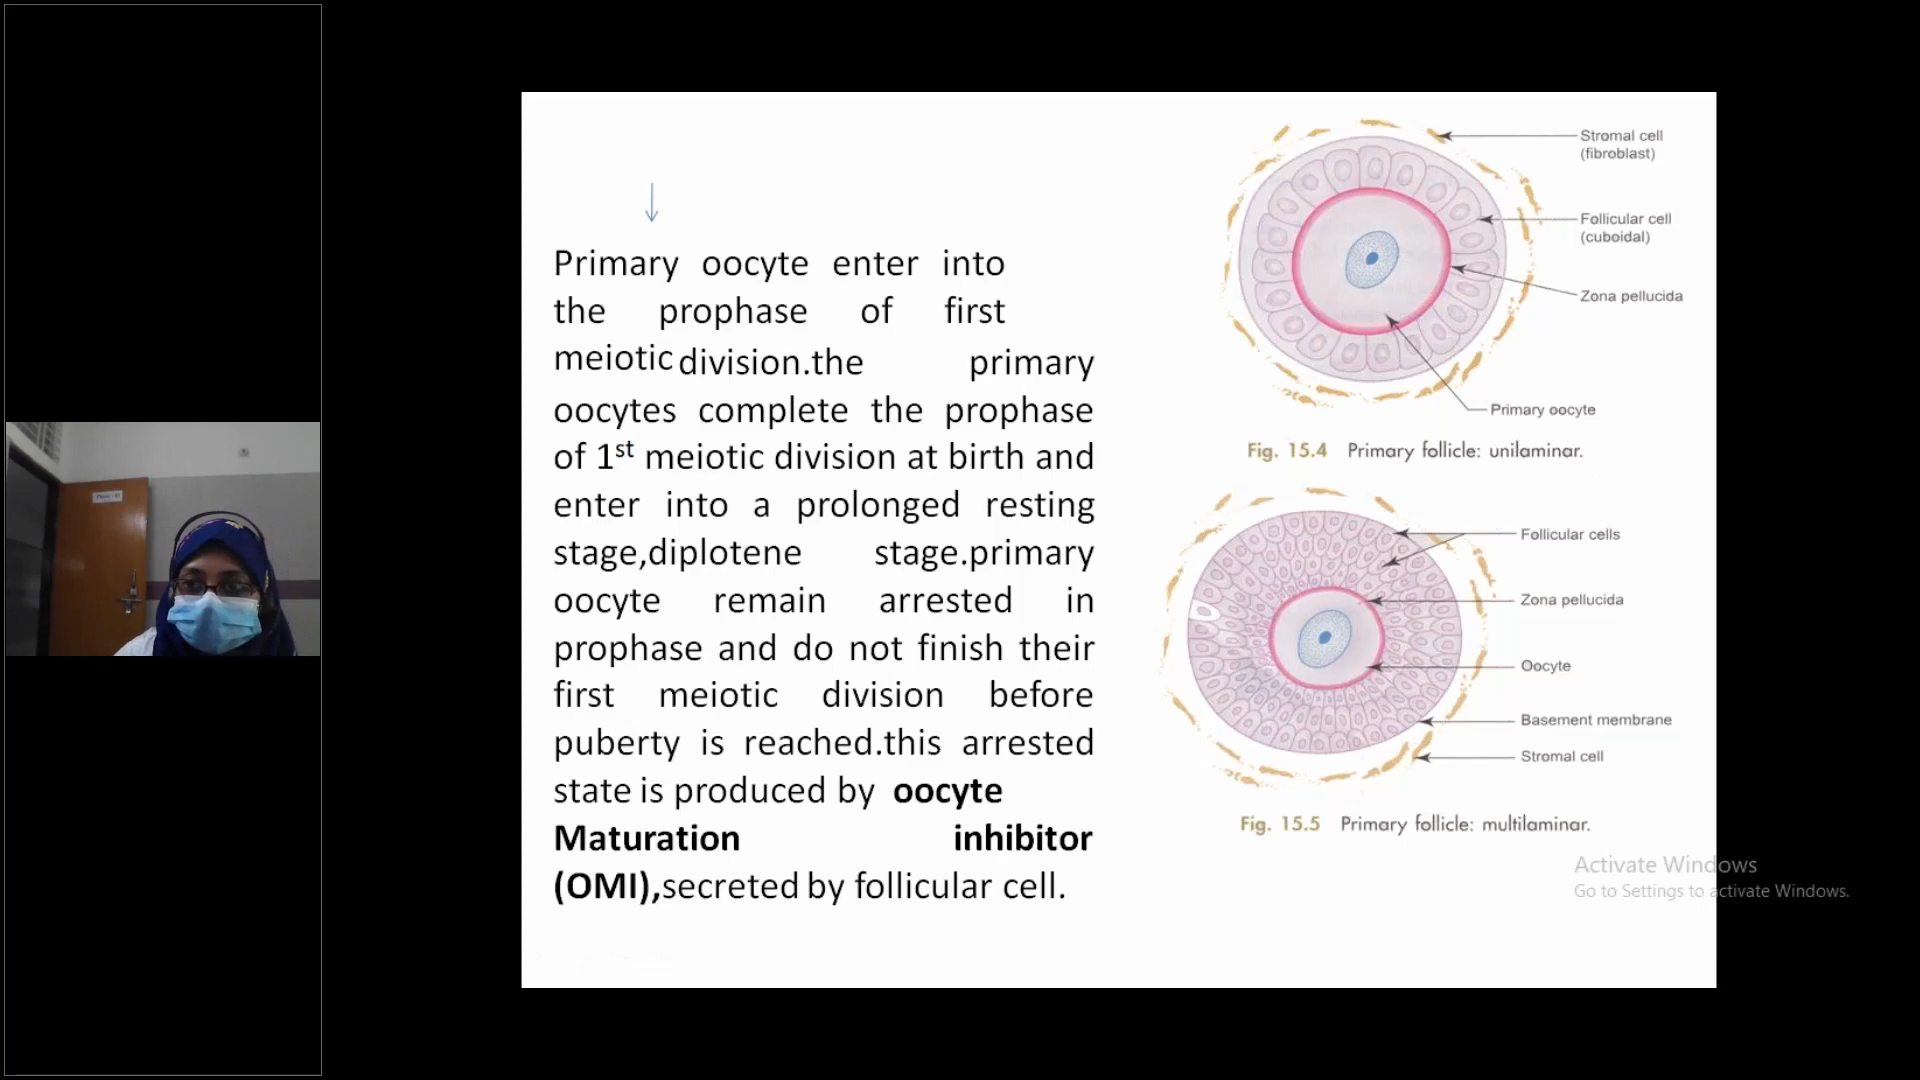 Primary oocyte enter into
the prophase of first
meiotic division.the primary
oocytes complete the prophase
of 1st meiotic division at birth and
enter into a prolonged resting
stage,diplotene stage.primary
oocyte remain arrested in
prophase and do not finish their
first meiotic division before
puberty is reached.this arrested
state is produced by oocyte
Maturation inhibitor
(OMI),secreted by follicular cell.
Stromal cell
(fibroblast)
Follicular cell
(cuboidal)
Zona pellucida
Primary oocyte
Fig. 15.4 Primary follicle: unilaminar.
Follicular cells
Zona pellucida
Oocyte
Basement membrane
Stromal cell
Fig. 15.5 Primary follicle: multilaminar.
Activate Windows
Go to Settings to activate Windows.